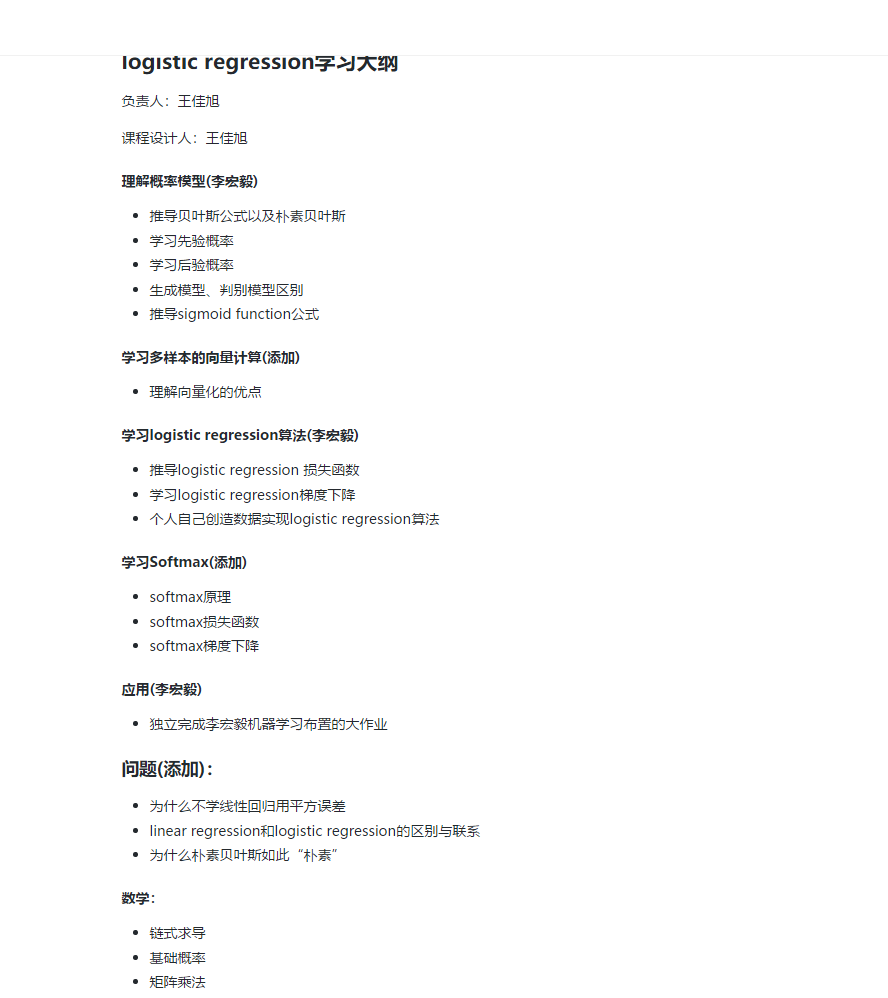 logistic regression学习大纲
负责人：王佳旭
课程设计人：王佳旭
理解概率模型(李宏毅)
推导贝叶斯公式以及朴素贝叶斯
学习先验概率
学习后验概率
生成模型、判别模型区别
推导sigmoid function公式
学习多样本的向量计算(添加)
理解向量化的优点
学习logistic regression算法(李宏毅)
推导logistic regression 损失函数
学习logistic regression梯度下降
个人自己创造数据实现logistic regression算法
学习Softmax(添加)
softmax原理
softmax损失函数
softmax梯度下降
应用(李宏毅)
独立完成李宏毅机器学习布置的大作业
问题(添加)：
为什么不学线性回归用平方误差
linear regression和logistic regression的区别与联系
为什么朴素贝叶斯如此“朴素”
数学：
链式求导
基础概率
矩阵乘法